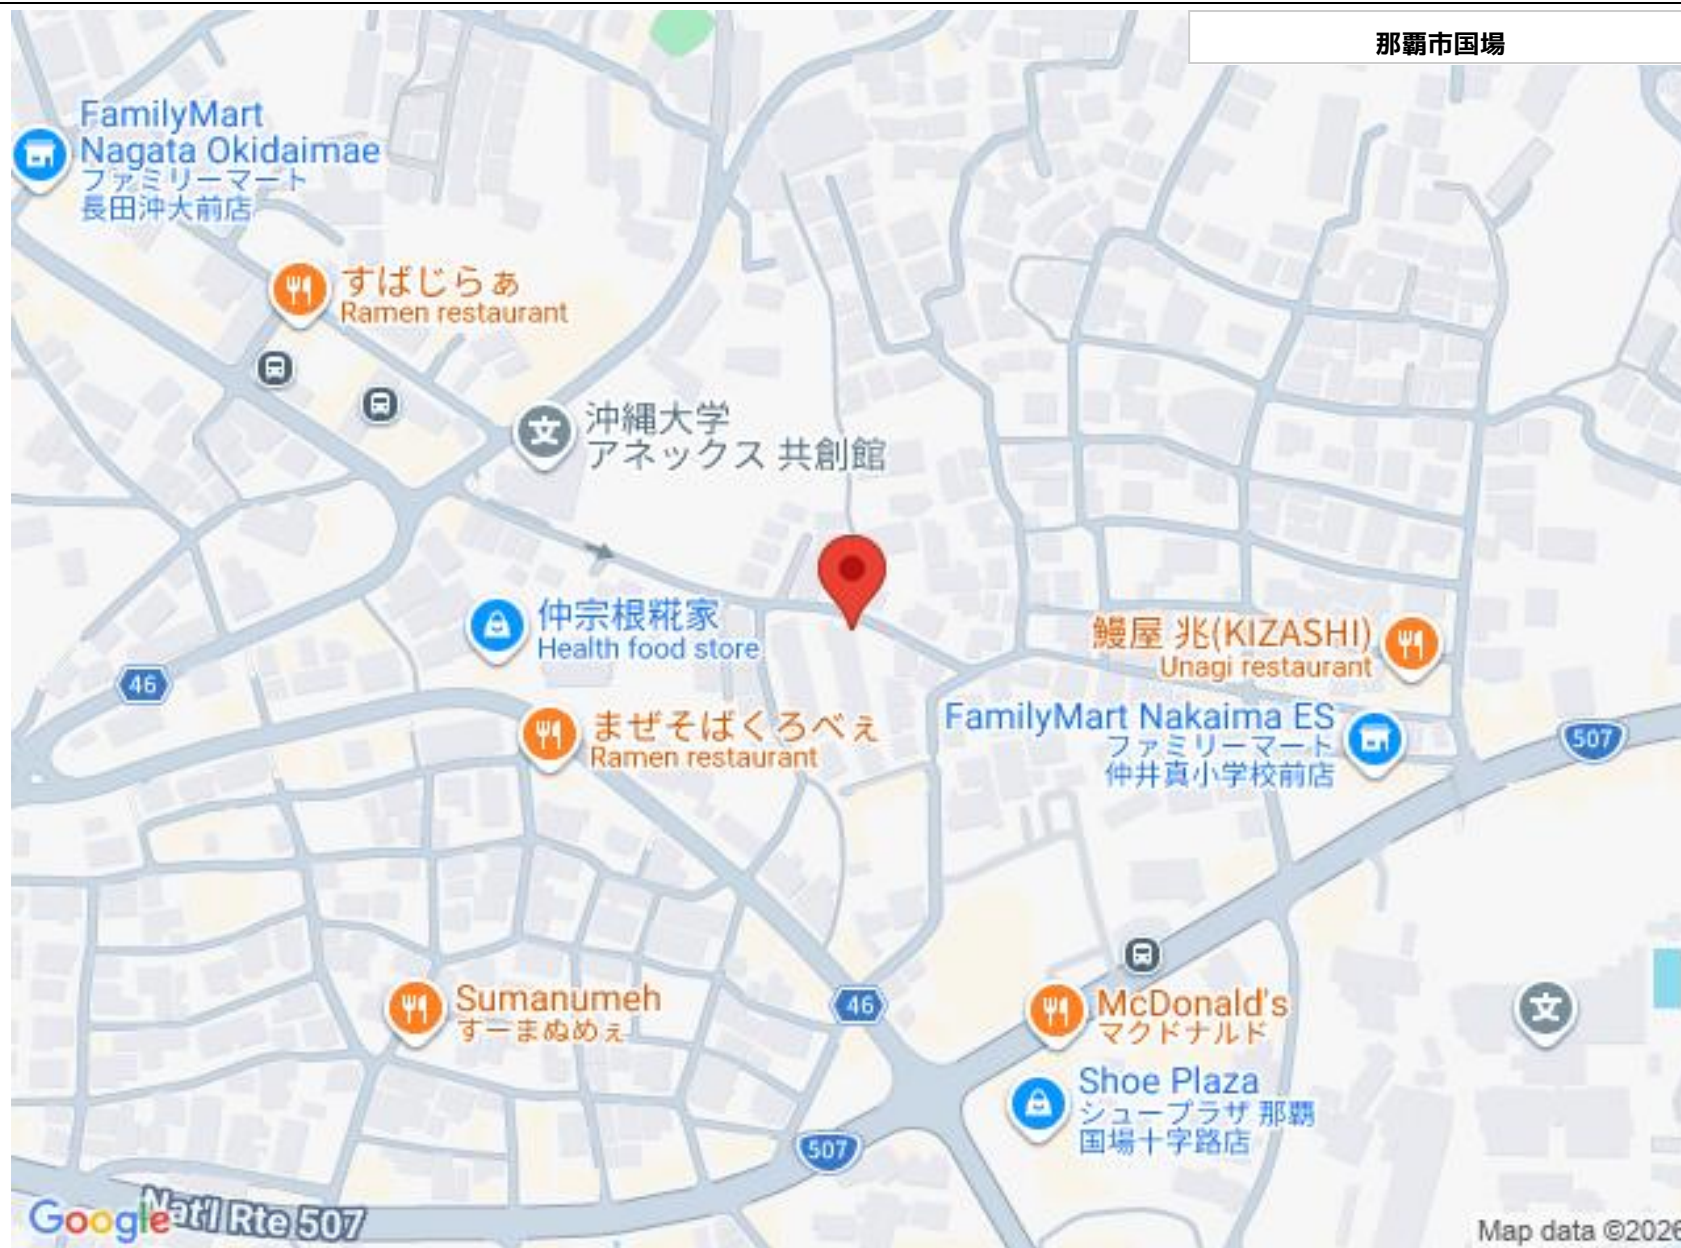 那覇市国場
FamilyMart
Nagata Okidaimae
ファミリーマート
長田沖大前店
すばじらぁ
Ramen restaurant
沖縄大学
アネックス 共創館
仲宗根糀家
Health food store
鰻屋 兆(KIZASHI)
Unagi restaurant
46
まぜそばくろべぇ
Ramen restaurant
FamilyMart Nakaima ES
ファミリーマート
仲井真小学校前店
507
Sumanumeh
すーまぬめぇ
46
McDonald's
マクドナルド
Shoe Plaza
シュープラザ 那覇
国場十字路店
507
Nat'l Rte 507
Google
Map data ©2026
文
文